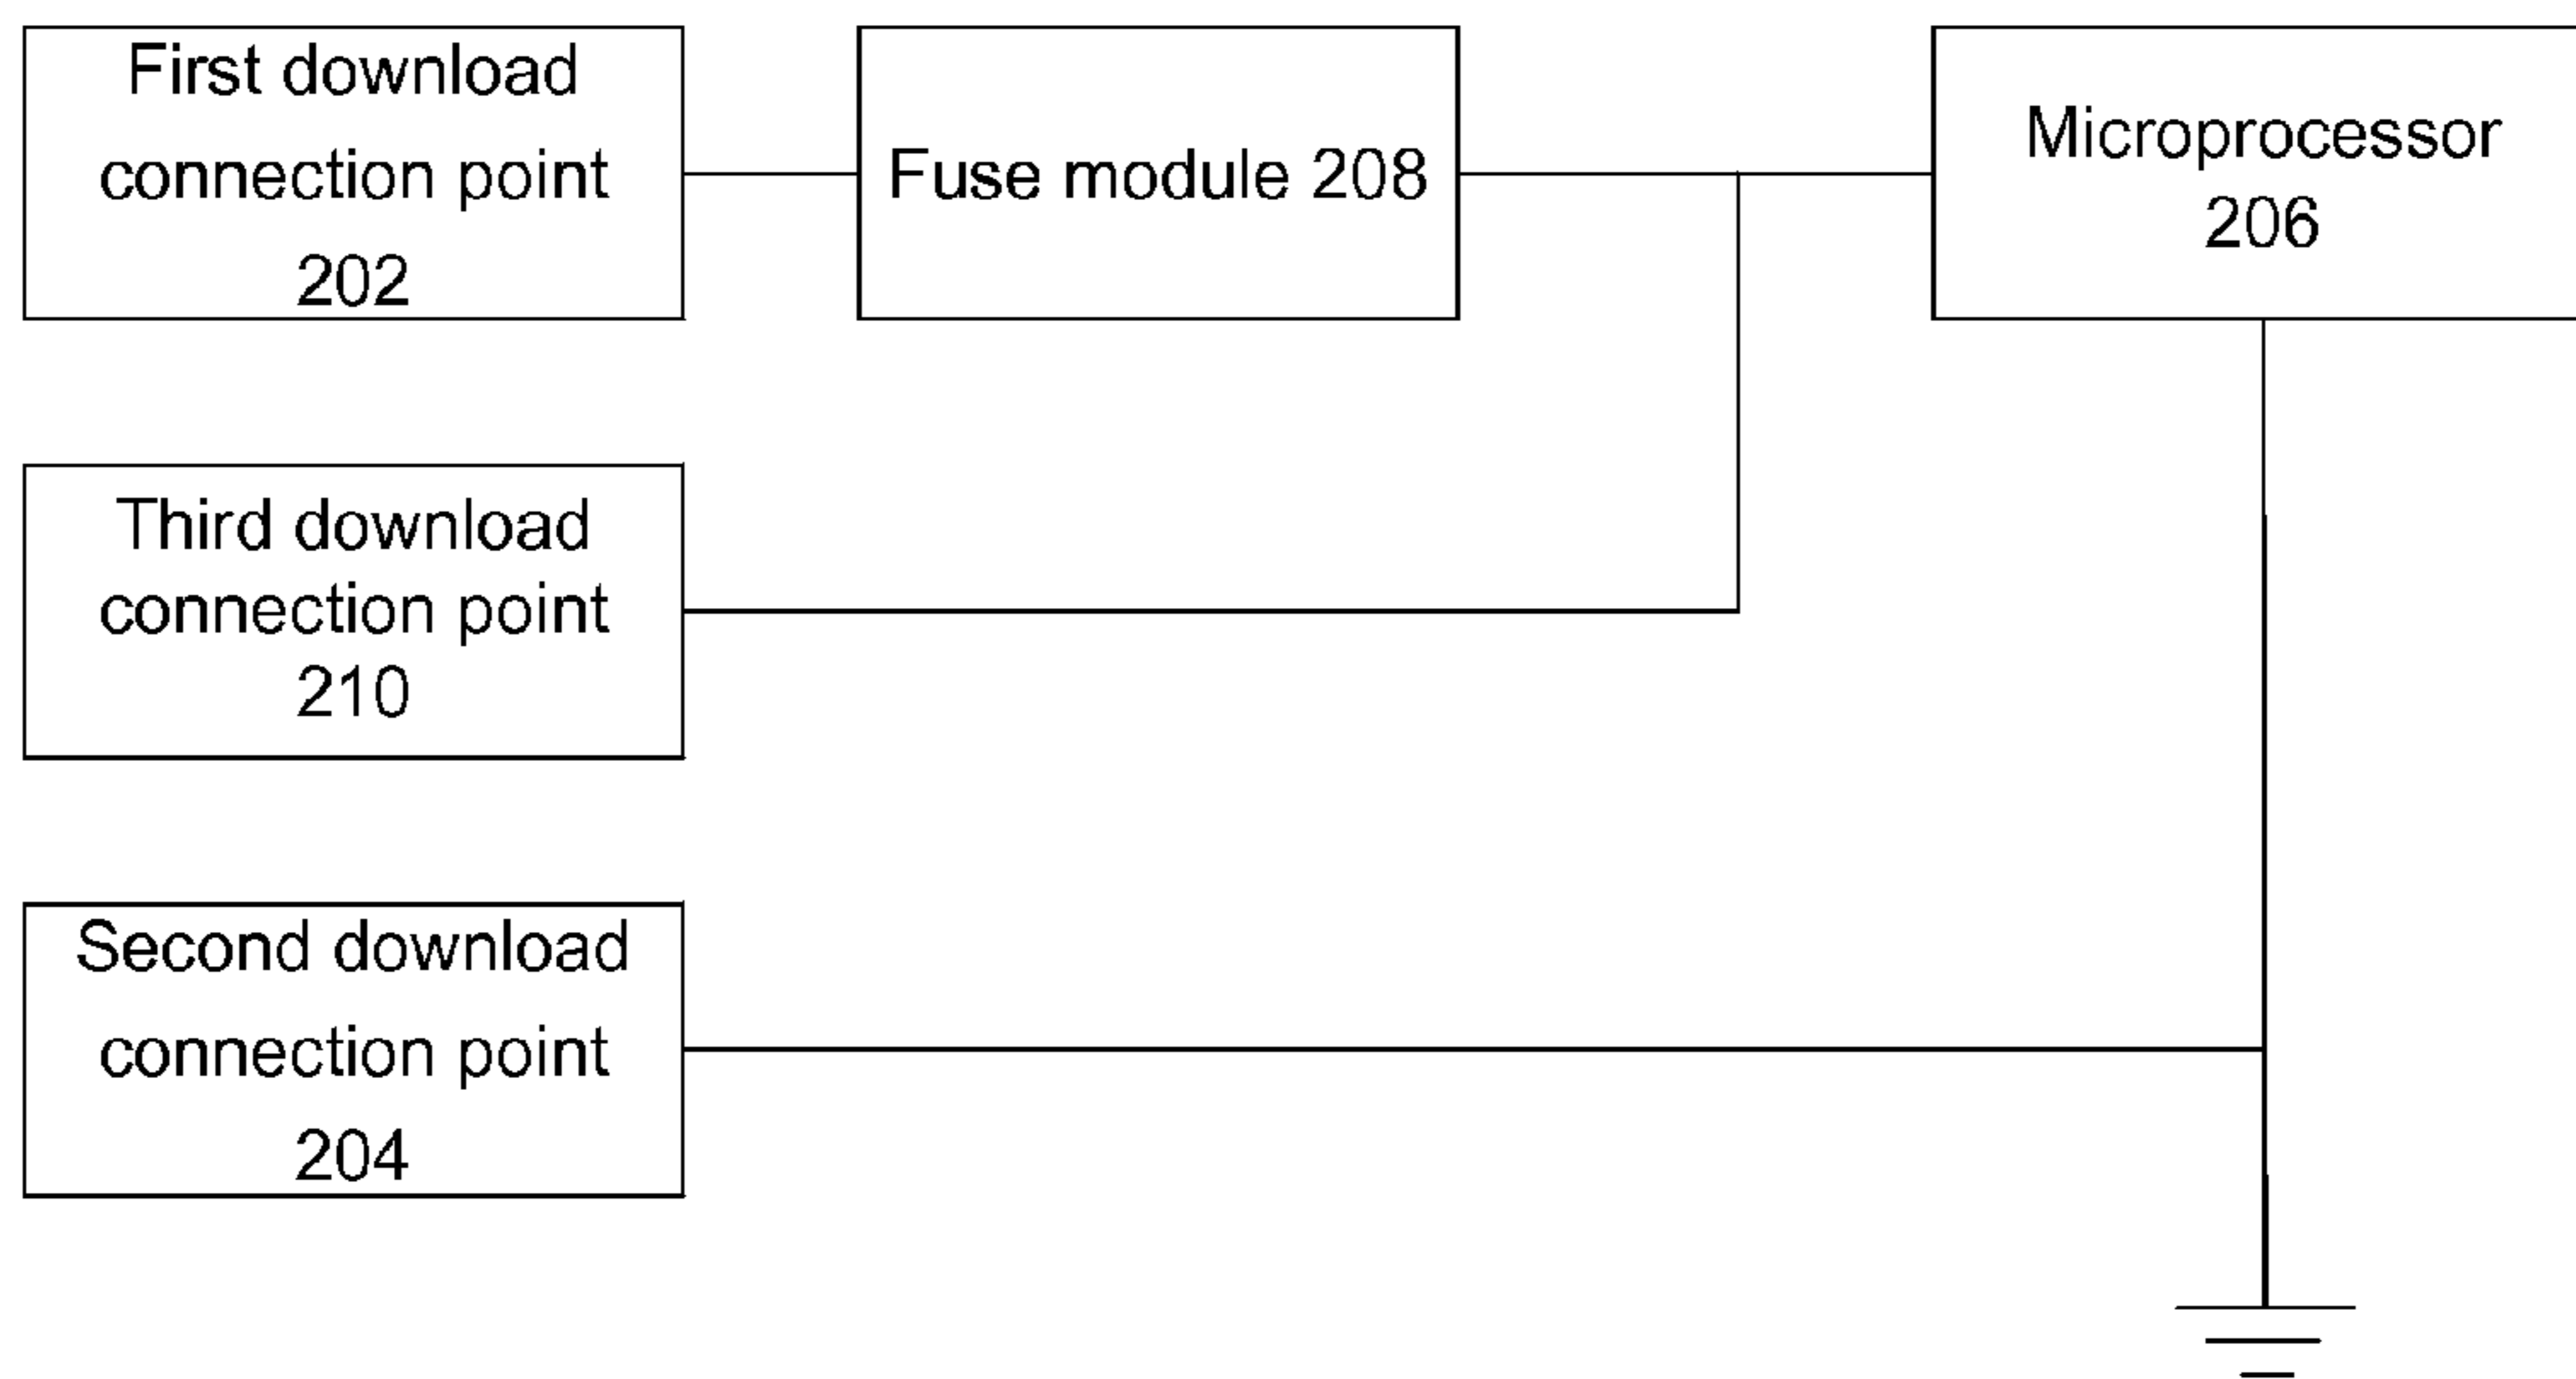 First download
connection point
202
Fuse module 208
Microprocessor
206
Third download
connection point
210
Second download
connection point
204